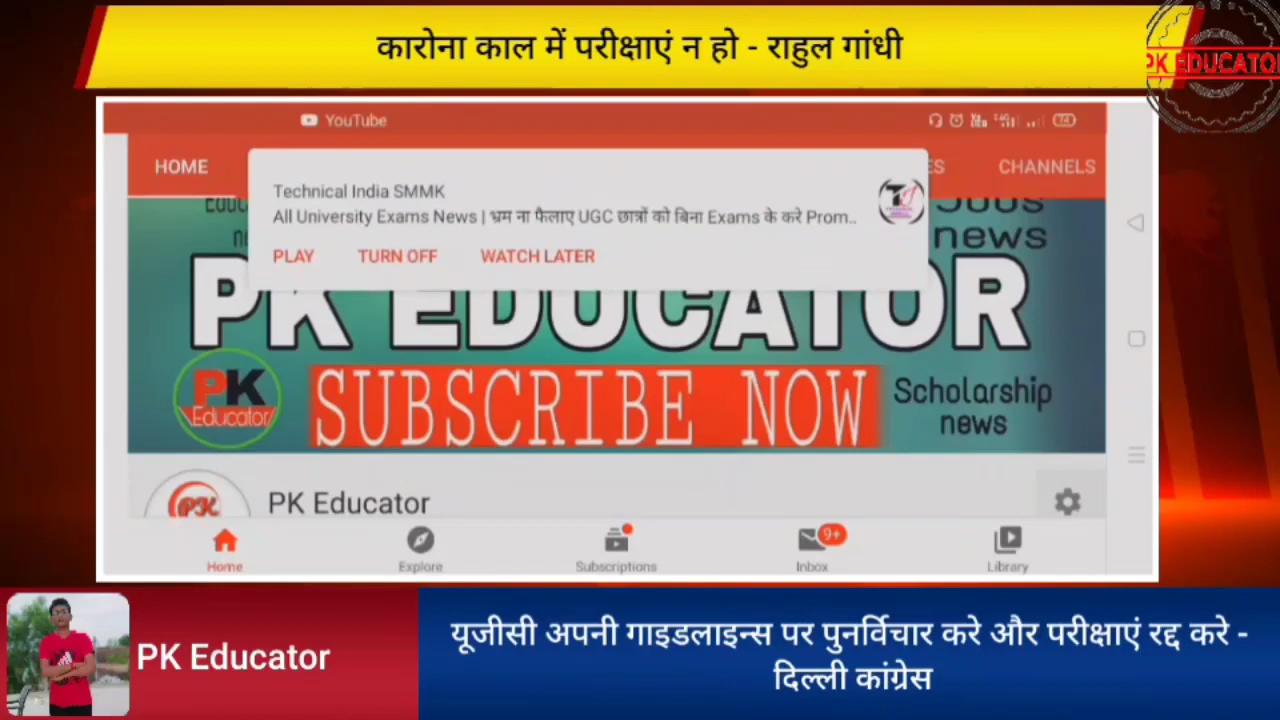 कारोना काल में परीक्षाएं न हो - राहुल गांधी
PK EDUCATO
YouTube
74
HOME
CHANNELS
Technical India SMMK
All University Exams News | भ्रम ना फैलाए UGC छात्रों को बिना Exams के करे Prom..
PLAY TURN OFF WATCH LATER
news
PK EDUCATOR
PK Educator
SUBSCRIBE NOW
Scholarship
news
PK
PK Educator
9+
Home Explore Subscriptions Inbox Library
PK Educator
यूजीसी अपनी गाइडलाइन्स पर पुनर्विचार करे और परीक्षाएं रद्द करे -
दिल्ली कांग्रेस